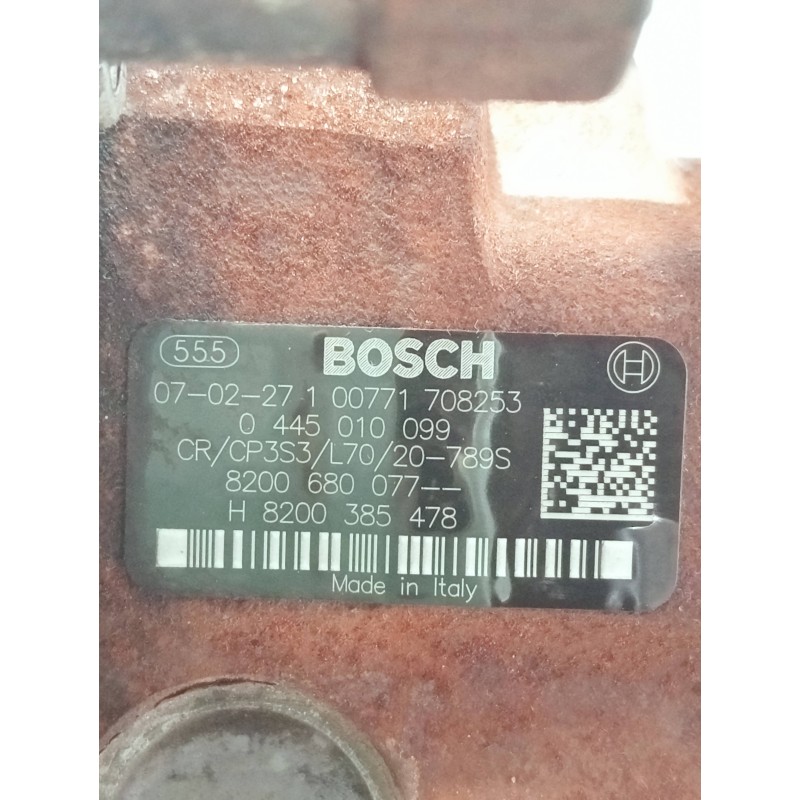 555 BOSCH
07-02-27 1 00771 708253
0 445 010 099
CR/CP3S3/L70/20-789S
8200 680 077--
H 8200 385 478
Made in Italy